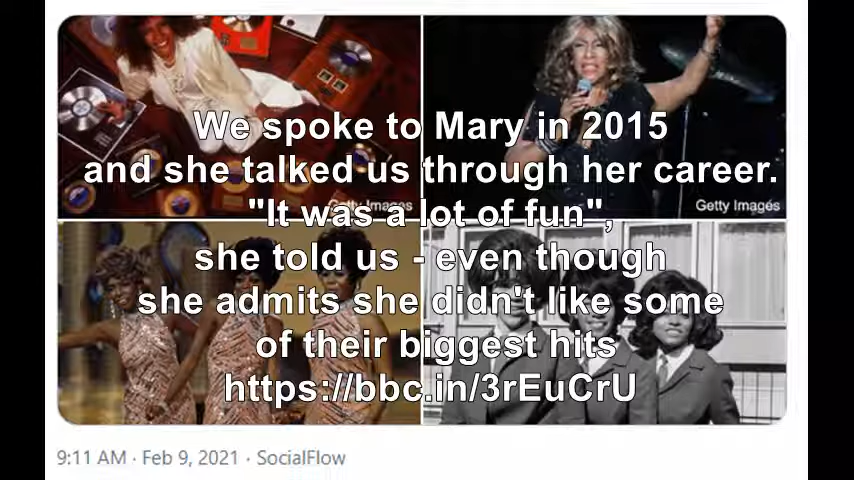 We spoke to Mary in 2015
and she talked us through her career.
Getty Images
Getty Images
"It was a lot of fun",
she told us - even though
she admits she didn't like some
of their biggest hits
https://bbc.in/3rEuCrU
9:11 AM · Feb 9, 2021 · SocialFlow